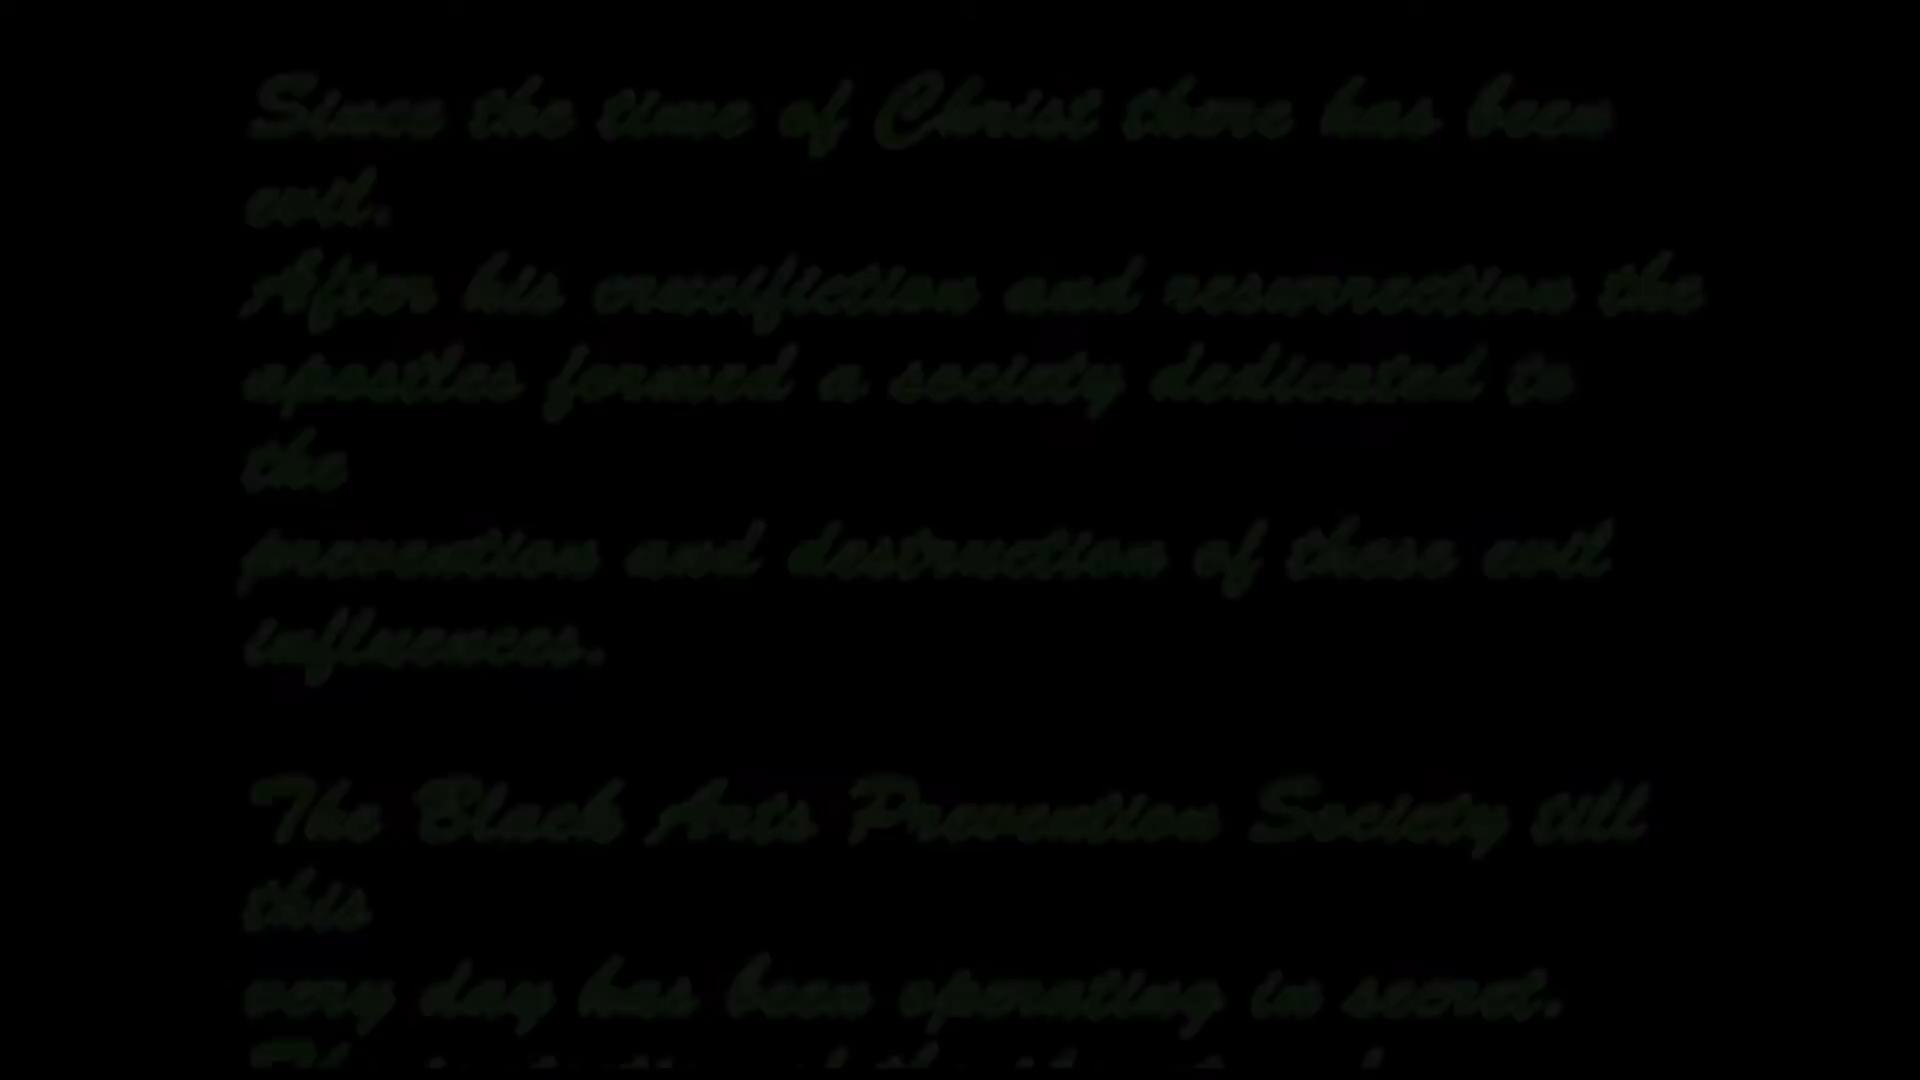 Since the time of Christ there has been
evil.
After his crucifiction and resurrection the
apostles formed a society dedicated to
the
prevention and destruction of these evil
influences.
The Black Arts Prevention Society till
this
very day has been operating in secret.